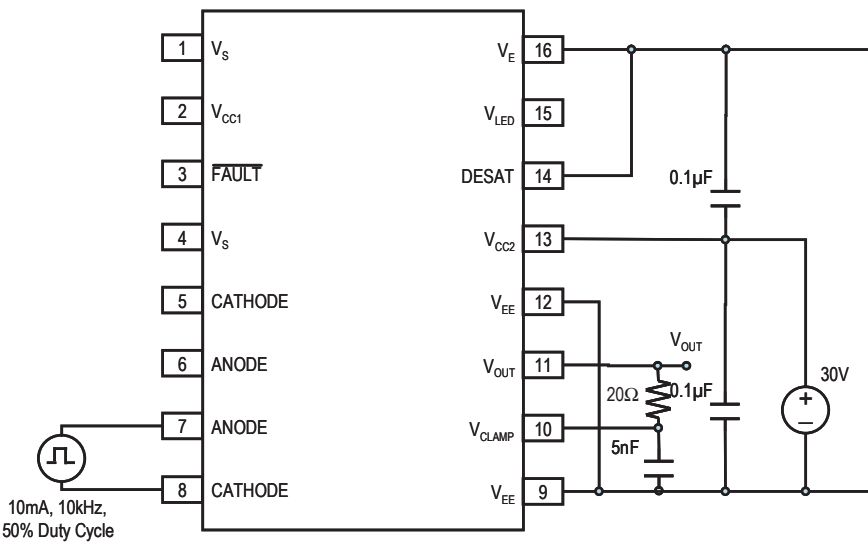 1 V_S
2 V_CC1
3 FAULT
4 V_S
5 CATHODE
6 ANODE
7 ANODE
8 CATHODE
10mA, 10kHz,
50% Duty Cycle
V_E 16
V_LED 15
DESAT 14
V_CC2 13
V_EE 12
V_OUT 11
V_CLAMP 10
V_EE 9
0.1µF
V_OUT
20Ω
0.1µF
5nF
30V
+
–